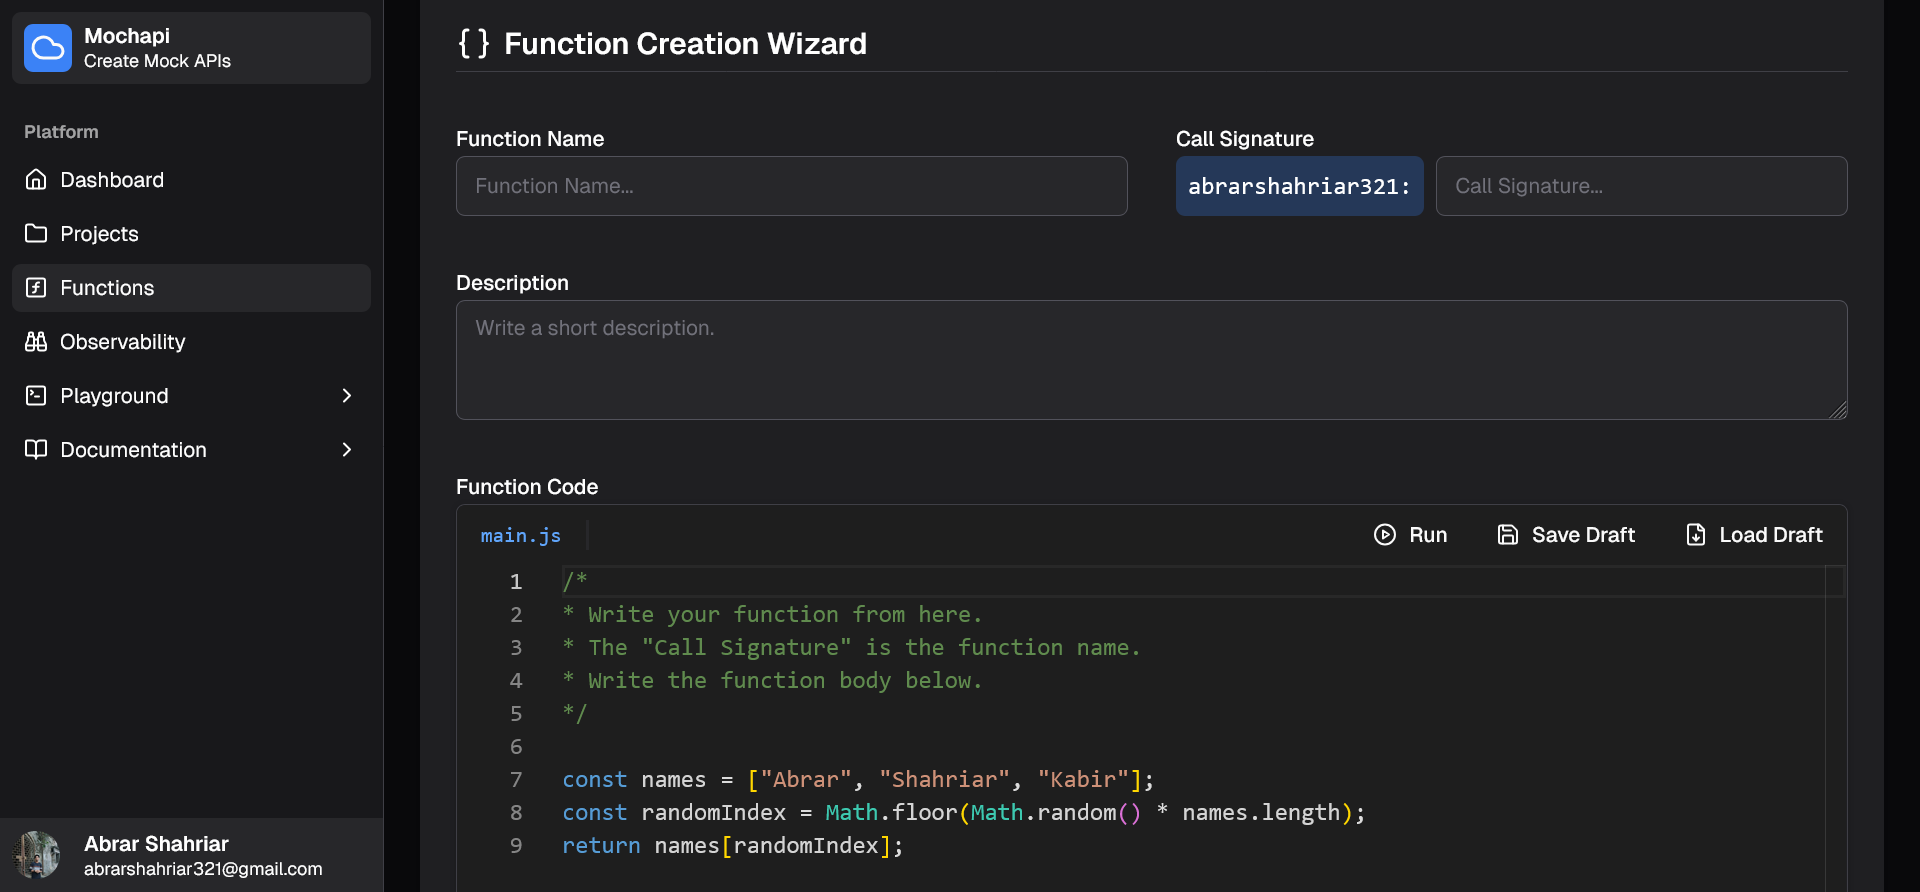 Mochapi
Create Mock APIs
Platform
Dashboard
Projects
Functions
Observability
Playground
Documentation
Abrar Shahriar
abrarshahriar321@gmail.com
{ } Function Creation Wizard
Function Name
Function Name...
Call Signature
abrarshahriar321: Call Signature...
Description
Write a short description.
Function Code
main.js Run Save Draft Load Draft
1 /*
2 * Write your function from here.
3 * The "Call Signature" is the function name.
4 * Write the function body below.
5 */
6
7 const names = ["Abrar", "Shahriar", "Kabir"];
8 const randomIndex = Math.floor(Math.random() * names.length);
9 return names[randomIndex];